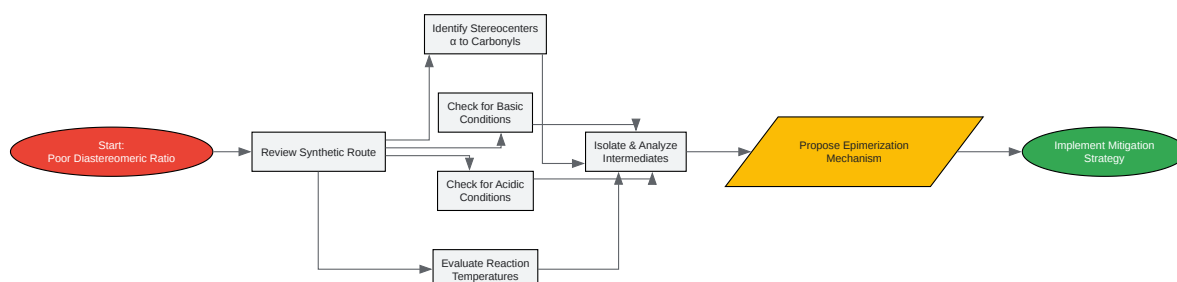 Start:
Poor Diastereomeric Ratio
Review Synthetic Route
Identify Stereocenters
α to Carbonyls
Check for Basic
Conditions
Check for Acidic
Conditions
Evaluate Reaction
Temperatures
Isolate & Analyze
Intermediates
Propose Epimerization
Mechanism
Implement Mitigation
Strategy